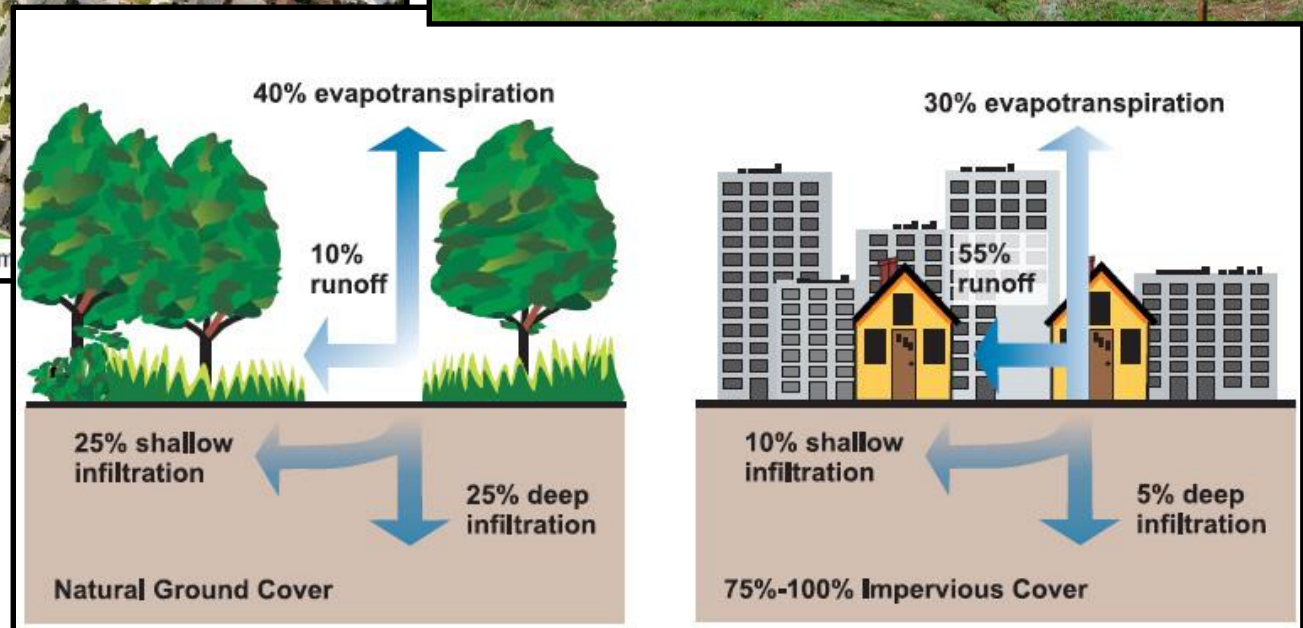 40% evapotranspiration
10%
runoff
25% shallow
infiltration
25% deep
infiltration
Natural Ground Cover
30% evapotranspiration
55%
runoff
10% shallow
infiltration
5% deep
infiltration
75%-100% Impervious Cover